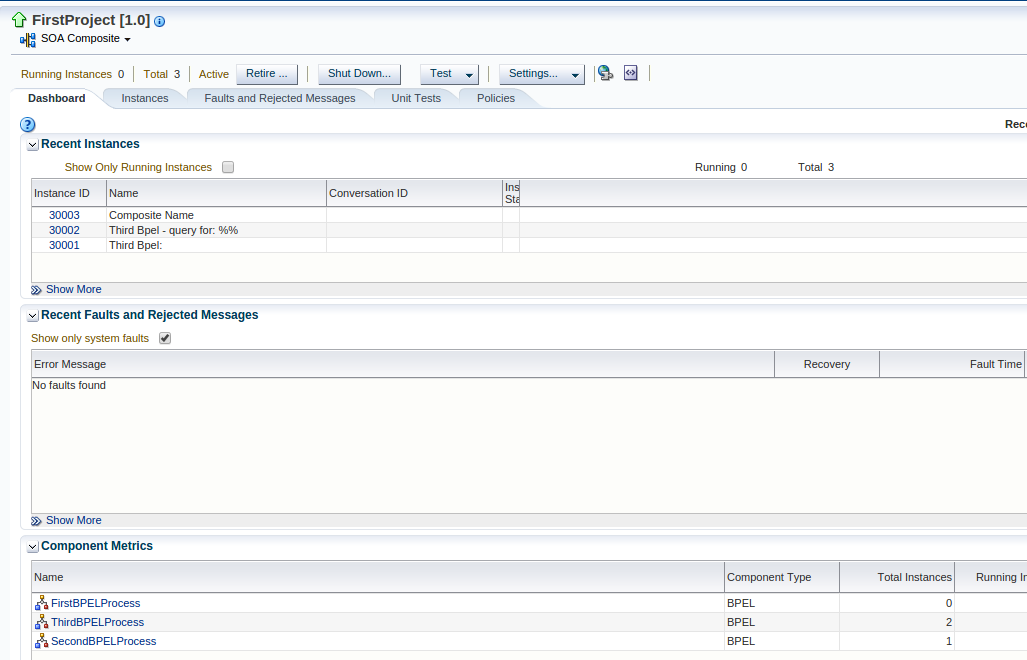 FirstProject [1.0]
SOA Composite
Running Instances 0 Total 3 Active Retire ... Shut Down... Test Settings...
Dashboard Instances Faults and Rejected Messages Unit Tests Policies
Recent Instances
Show Only Running Instances Running 0 Total 3
Instance ID Name Conversation ID
30003 Composite Name
30002 Third Bpel - query for: %%
30001 Third Bpel:
Show More
Recent Faults and Rejected Messages
Show only system faults
Error Message Recovery Fault Time
No faults found
Show More
Component Metrics
Name Component Type Total Instances Running
FirstBPELProcess BPEL 0
ThirdBPELProcess BPEL 2
SecondBPELProcess BPEL 1